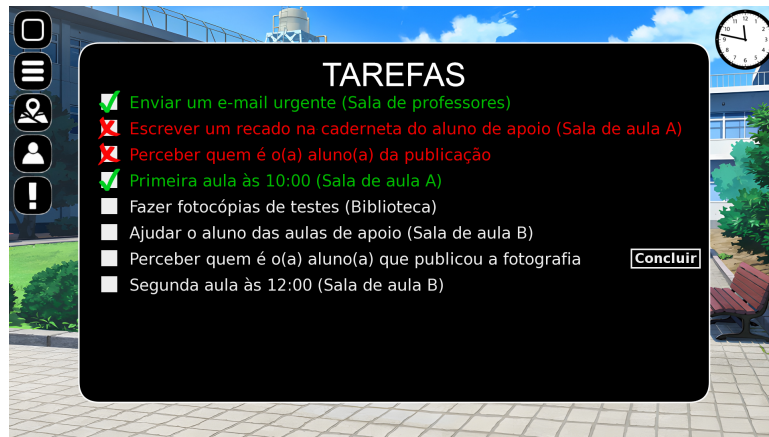 TAREFAS
Enviar um e-mail urgente (Sala de professores)
Escrever um recado na caderneta do aluno de apoio (Sala de aula A)
Perceber quem é o(a) aluno(a) da publicação
Primeira aula às 10:00 (Sala de aula A)
Fazer fotocópias de testes (Biblioteca)
Ajudar o aluno das aulas de apoio (Sala de aula B)
Perceber quem é o(a) aluno(a) que publicou a fotografia Concluir
Segunda aula às 12:00 (Sala de aula B)